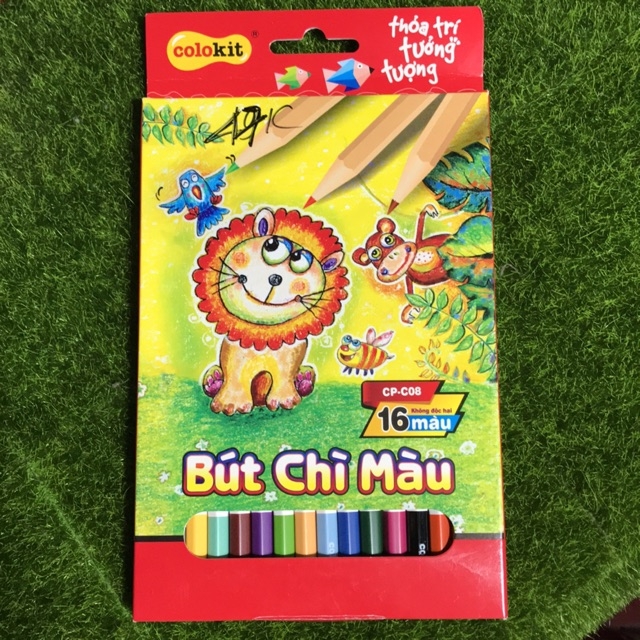 colokit
®
thỏa trí
tưởng
tượng
CP-C08
16
Không độc hại
màu
Bút Chì Màu